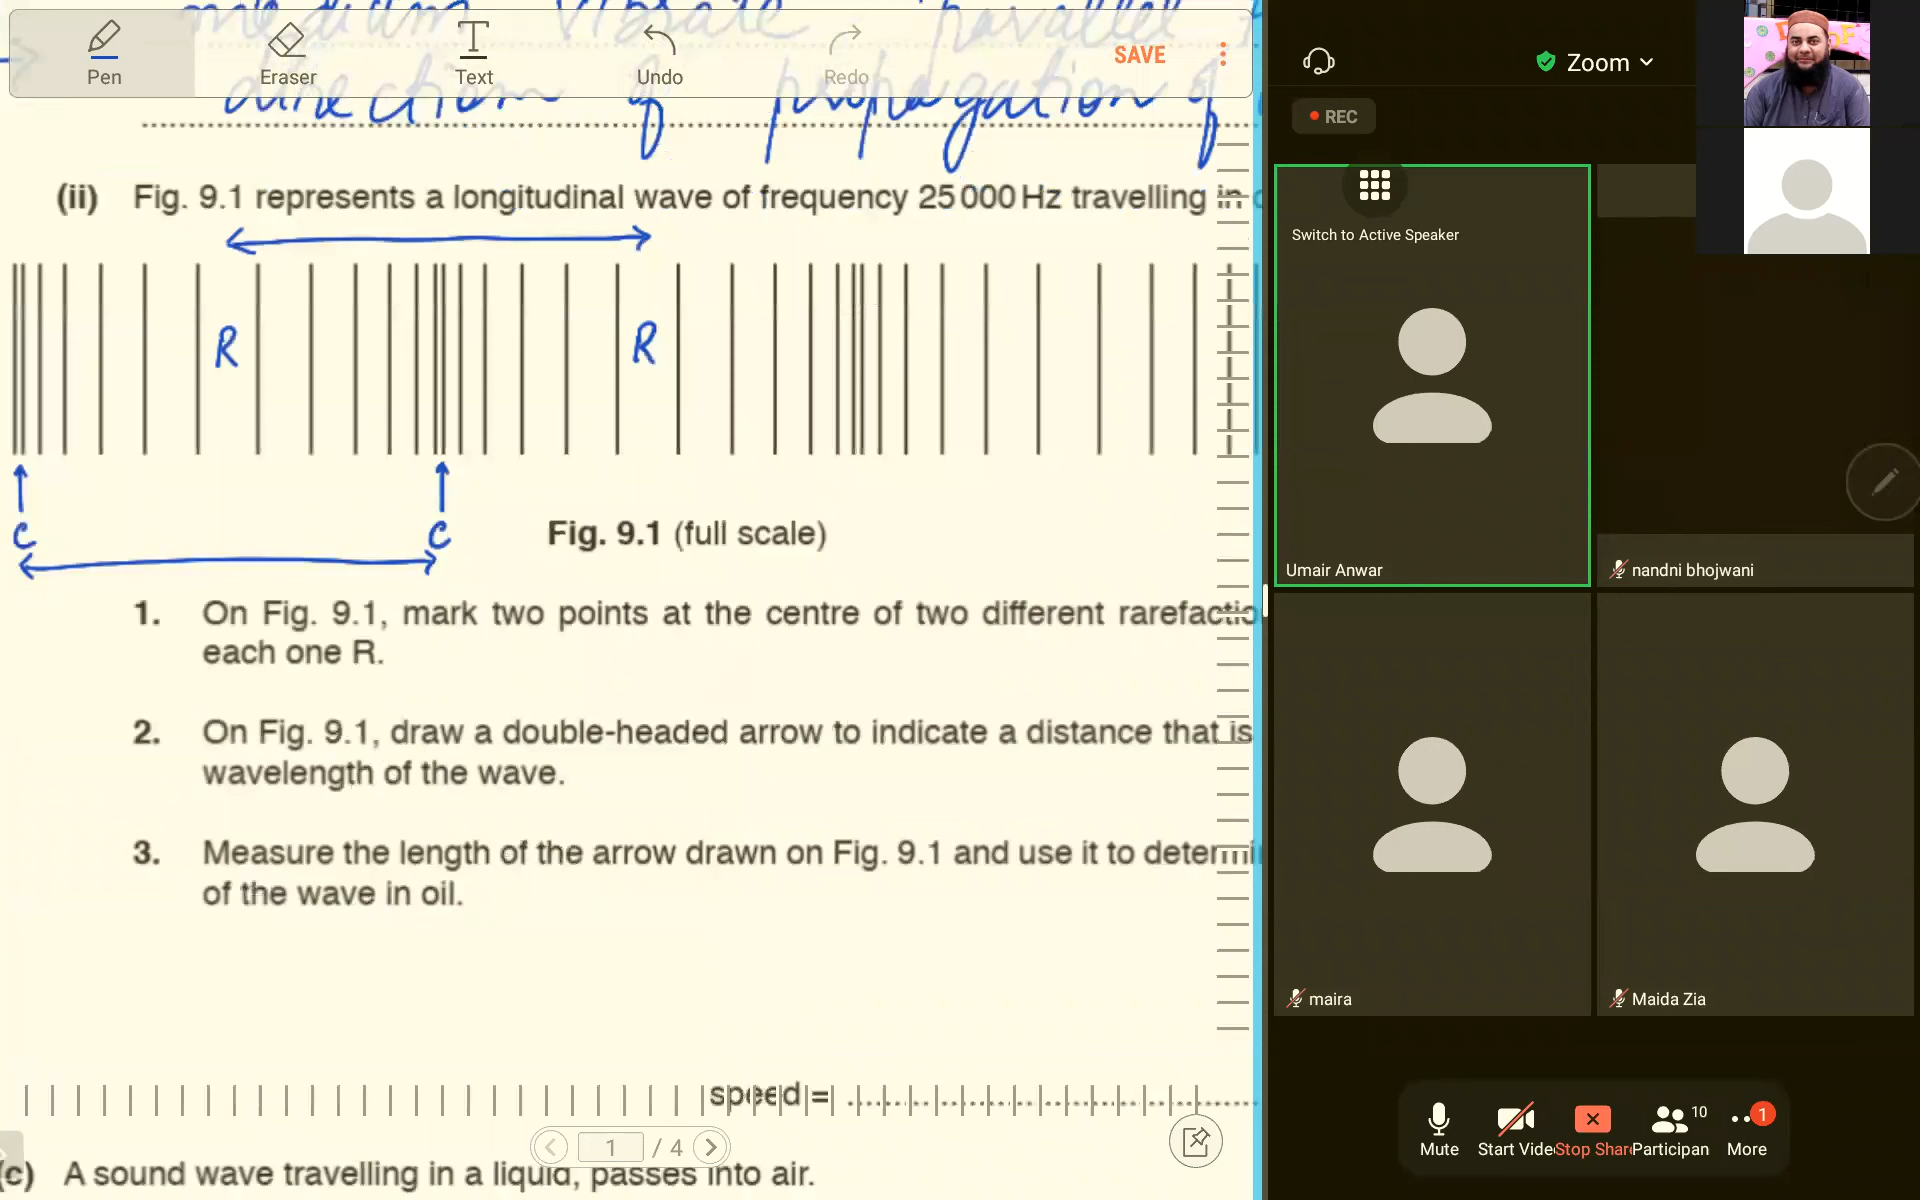 medium vibrate parallel
Pen
Eraser
Text
Undo
Redo
SAVE
direction of propagation of
(ii) Fig. 9.1 represents a longitudinal wave of frequency 25 000 Hz travelling in
R
R
C
C
Fig. 9.1 (full scale)
1. On Fig. 9.1, mark two points at the centre of two different
each one R.
2. On Fig. 9.1, draw a double-headed arrow to indicate a distance that is
wavelength of the wave.
3. Measure the length of the arrow drawn on Fig. 9.1 and use it to
of the wave in oil.
speed =
1 / 4
(c) A sound wave travelling in a liquid, passes into air.
Zoom
REC
Switch to Active Speaker
Umair Anwar
nandni bhojwani
maira
Maida Zia
Mute
Start Vide
Stop Shar
Participan
10
More
1